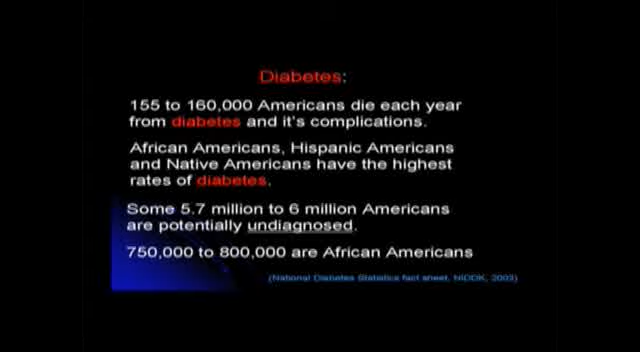 Diabetes:
155 to 160,000 Americans die each year
from diabetes and it's complications.
African Americans, Hispanic Americans
and Native Americans have the highest
rates of diabetes.
Some 5.7 million to 6 million Americans
are potentially undiagnosed.
750,000 to 800,000 are African Americans
(National Diabetes Statistics fact sheet, NIDDK, 2003)